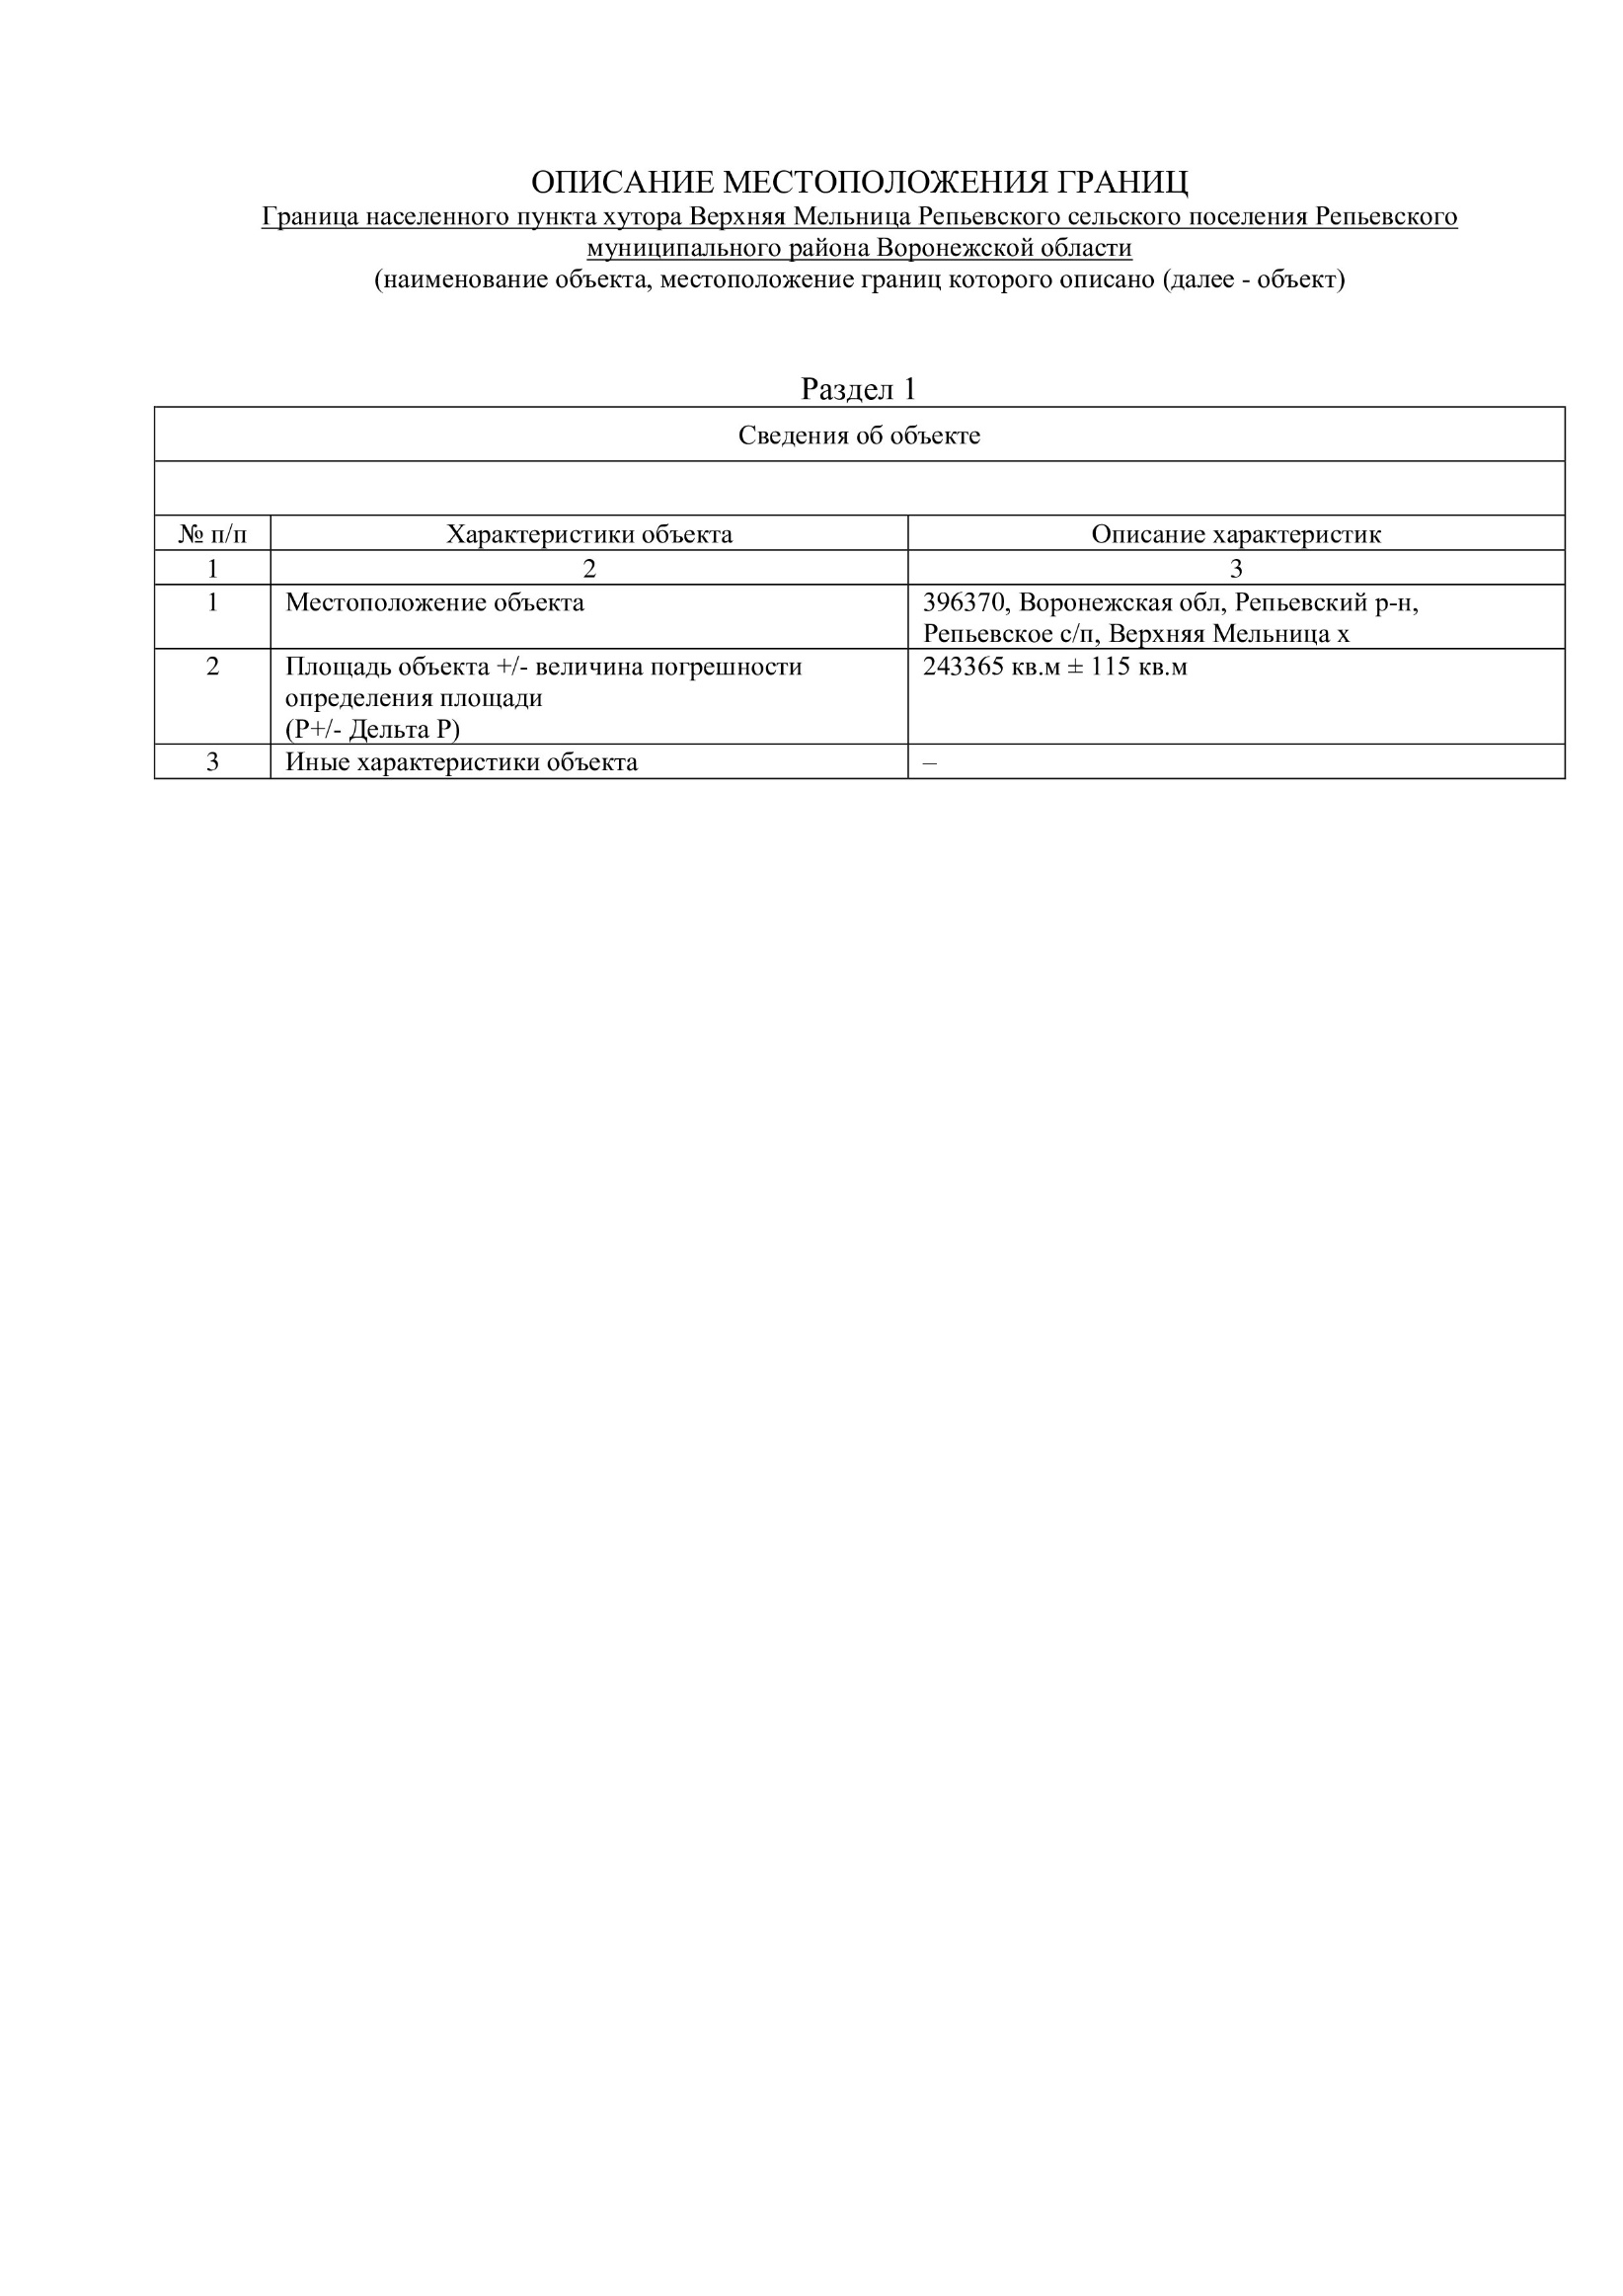 ОПИСАНИЕ МЕСТОПОЛОЖЕНИЯ ГРАНИЦ
Граница населенного пункта хутора Верхняя Мельница Репьевского сельского поселения Репьевского
муниципального района Воронежской области
(наименование объекта, местоположение границ которого описано (далее - объект)
Раздел 1
Сведения об объекте
№ п/п Характеристики объекта Описание характеристик
1 2 3
1 Местоположение объекта 396370, Воронежская обл, Репьевский р-н,
Репьевское с/п, Верхняя Мельница х
2 Площадь объекта +/- величина погрешности 243365 кв.м ± 115 кв.м
определения площади
(Р+/- Дельта Р)
3 Иные характеристики объекта –